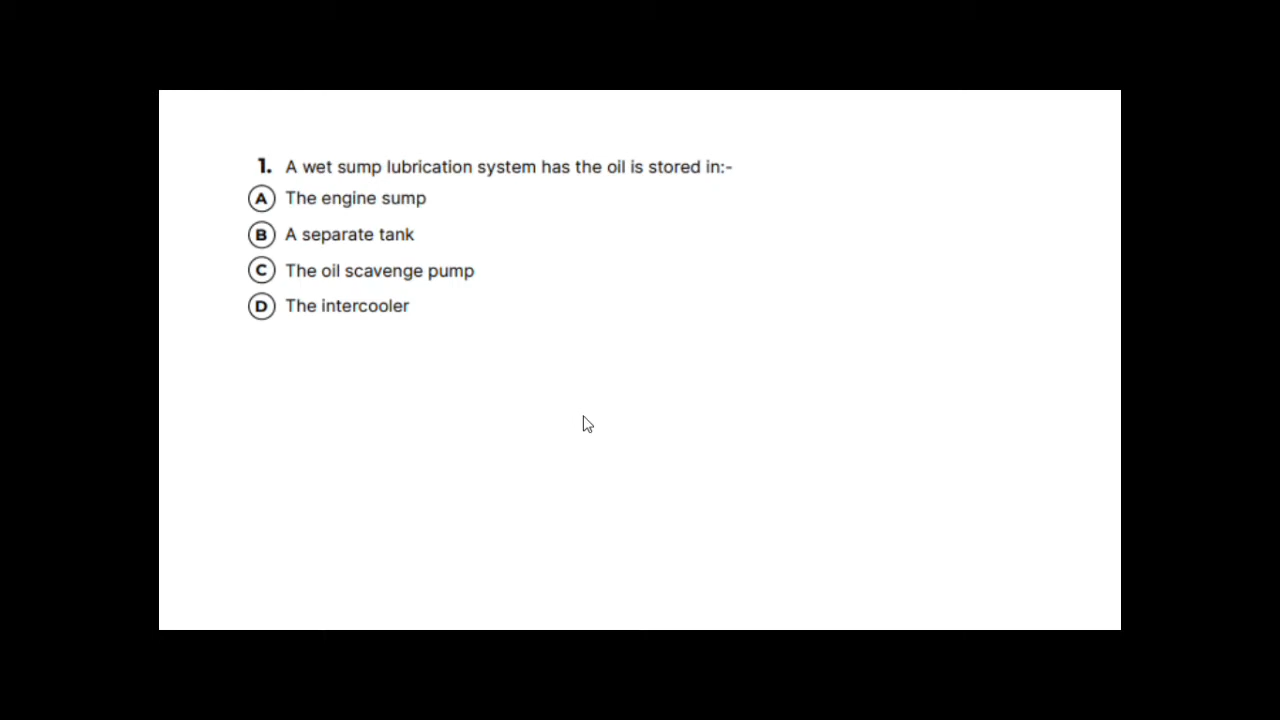 1. A wet sump lubrication system has the oil is stored in:-
A The engine sump
B A separate tank
C The oil scavenge pump
D The intercooler